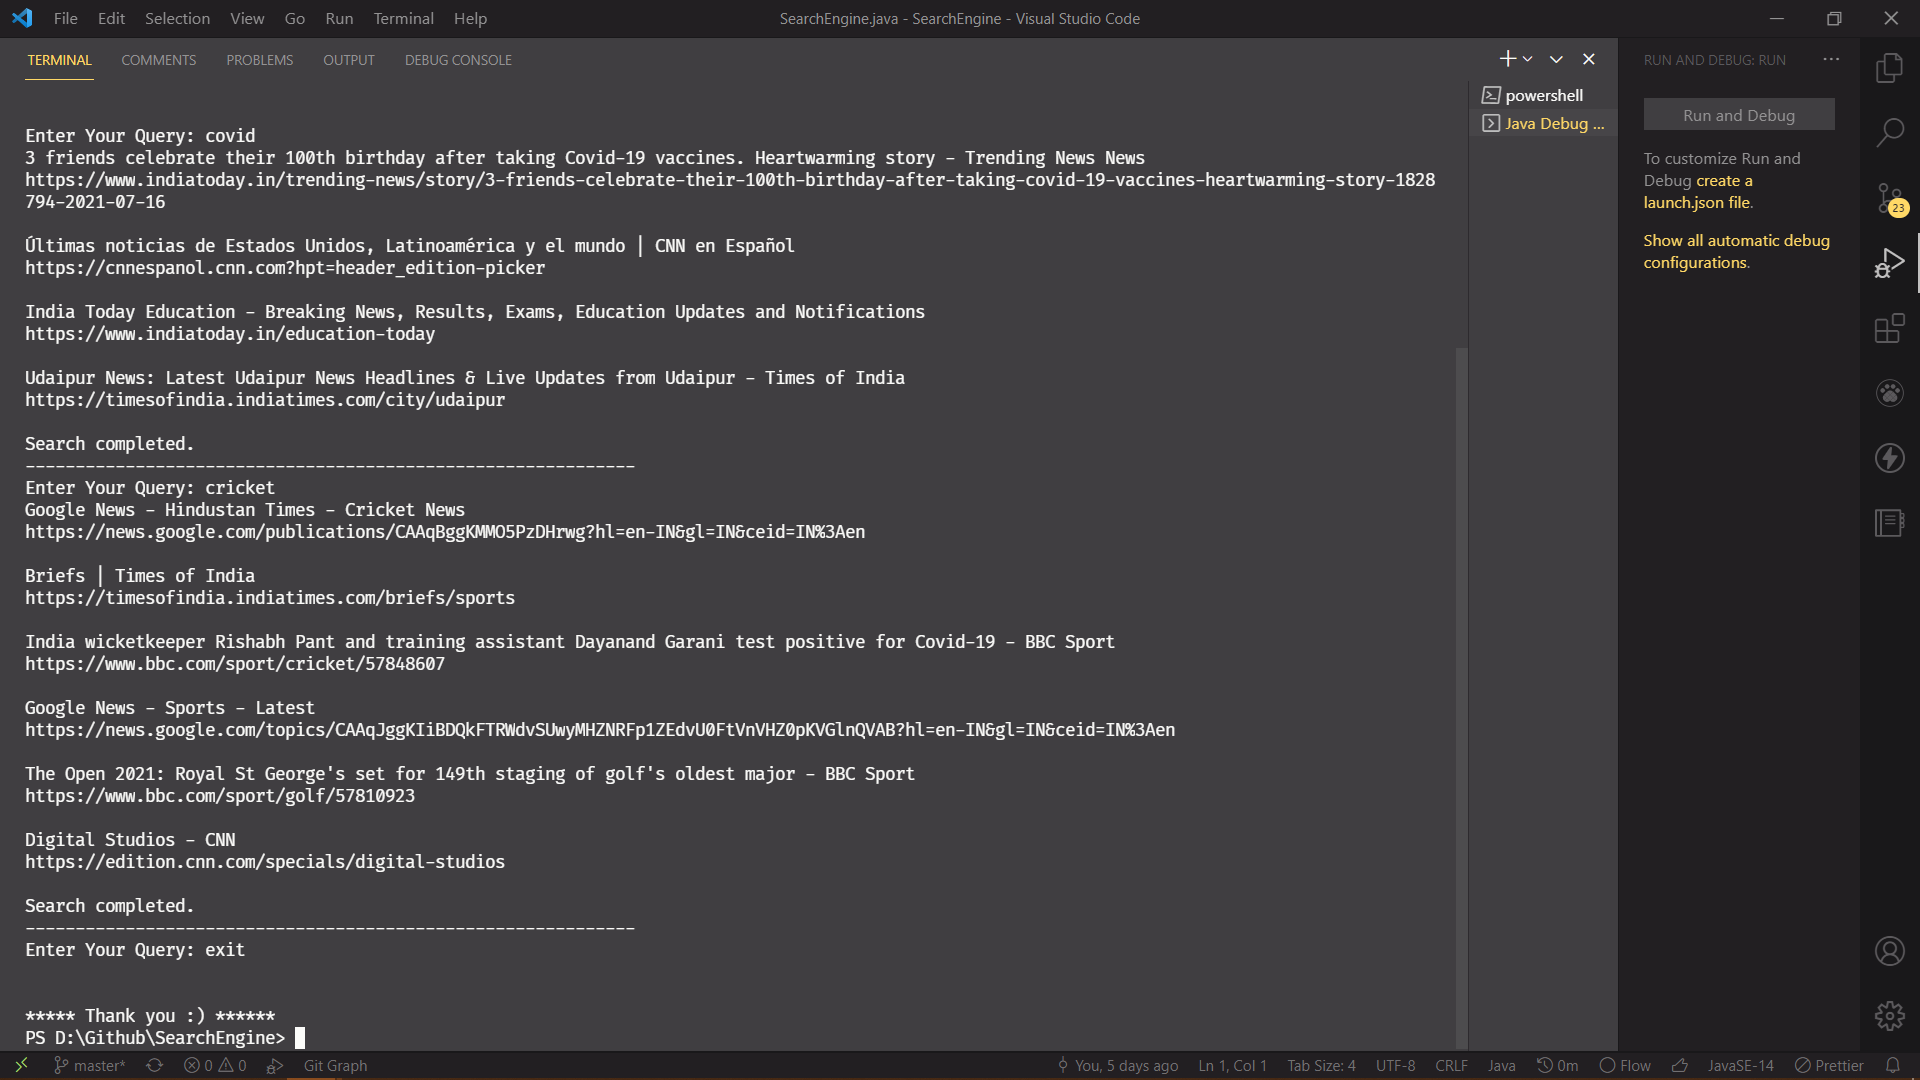 File Edit Selection View Go Run Terminal Help
SearchEngine.java - SearchEngine - Visual Studio Code
TERMINAL COMMENTS PROBLEMS OUTPUT DEBUG CONSOLE
Enter Your Query: covid
3 friends celebrate their 100th birthday after taking Covid-19 vaccines. Heartwarming story - Trending News News
https://www.indiatoday.in/trending-news/story/3-friends-celebrate-their-100th-birthday-after-taking-covid-19-vaccines-heartwarming-story-1828
794-2021-07-16
Últimas noticias de Estados Unidos, Latinoamérica y el mundo | CNN en Español
https://cnnespanol.cnn.com?hpt=header_edition-picker
India Today Education - Breaking News, Results, Exams, Education Updates and Notifications
https://www.indiatoday.in/education-today
Udaipur News: Latest Udaipur News Headlines & Live Updates from Udaipur - Times of India
https://timesofindia.indiatimes.com/city/udaipur
Search completed.
-------------------------------------------------------------
Enter Your Query: cricket
Google News - Hindustan Times - Cricket News
https://news.google.com/publications/CAAqBggKMMO5PzDHrwg?hl=en-IN&gl=IN&ceid=IN%3Aen
Briefs | Times of India
https://timesofindia.indiatimes.com/briefs/sports
India wicketkeeper Rishabh Pant and training assistant Dayanand Garani test positive for Covid-19 - BBC Sport
https://www.bbc.com/sport/cricket/57848607
Google News - Sports - Latest
https://news.google.com/topics/CAAqJggKIiBDQkFTRWdvSUwyMHZNRFp1ZEdvU0FtVnVHZ0pKVGlnQVAB?hl=en-IN&gl=IN&ceid=IN%3Aen
The Open 2021: Royal St George's set for 149th staging of golf's oldest major - BBC Sport
https://www.bbc.com/sport/golf/57810923
Digital Studios - CNN
https://edition.cnn.com/specials/digital-studios
Search completed.
-------------------------------------------------------------
Enter Your Query: exit
***** Thank you :) ******
PS D:\Github\SearchEngine>
powershell
Java Debug ...
RUN AND DEBUG: RUN
Run and Debug
To customize Run and
Debug create a
launch.json file.
Show all automatic debug
configurations.
23
master* 0 0 Git Graph
You, 5 days ago Ln 1, Col 1 Tab Size: 4 UTF-8 CRLF Java 0m Flow JavaSE-14 Prettier